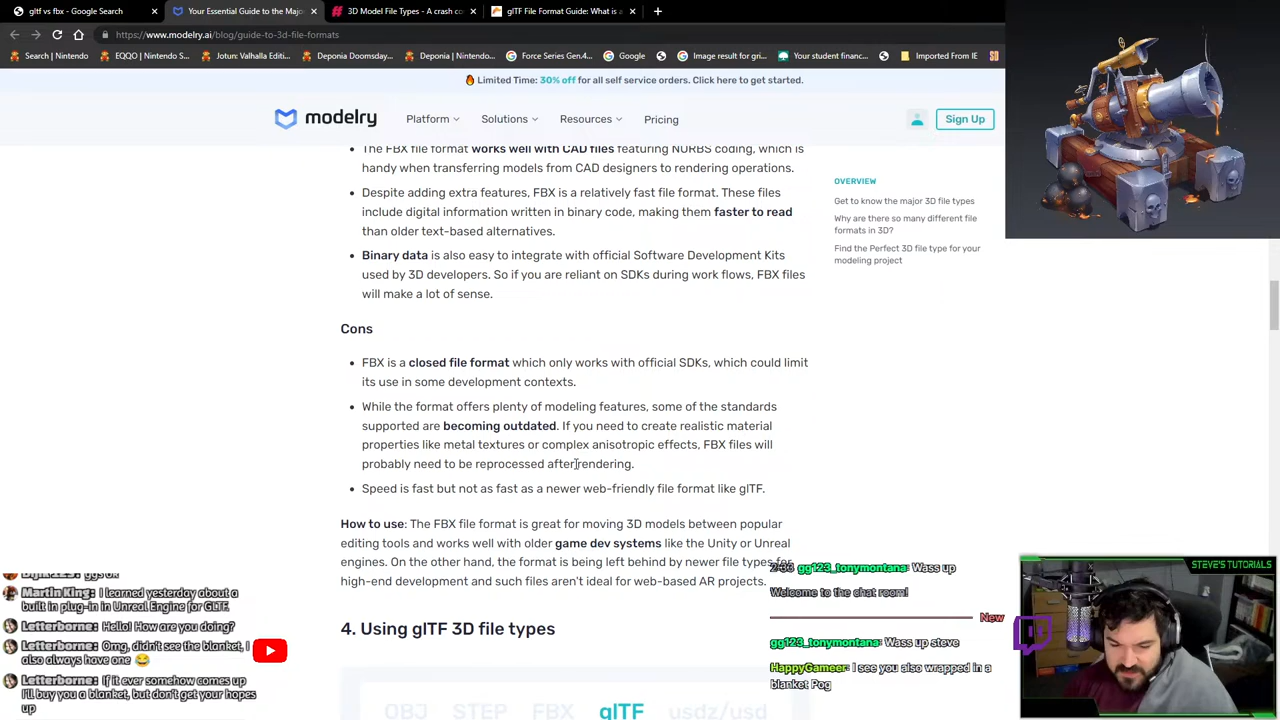 gltf vs fbx - Google Search
Your Essential Guide to the Majo
3D Model File Types - A crash co
glTF File Format Guide: What is a
https://www.modelry.ai/blog/guide-to-3d-file-formats
Search | Nintendo
EQQO | Nintendo S...
Jotun: Valhalla Editi...
Deponia Doomsday...
Deponia | Nintendo...
Force Series Gen.4...
Google
Image result for gri...
Your student financ...
Imported From IE
Limited Time: 30% off for all self service orders. Click here to get started.
modelry
Platform
Solutions
Resources
Pricing
Sign Up
The FBX file format works well with CAD files featuring NURBS coding, which is
handy when transferring models from CAD designers to rendering operations.
Despite adding extra features, FBX is a relatively fast file format. These files
include digital information written in binary code, making them faster to read
than older text-based alternatives.
Binary data is also easy to integrate with official Software Development Kits
used by 3D developers. So if you are reliant on SDKs during work flows, FBX files
will make a lot of sense.
Cons
FBX is a closed file format which only works with official SDKs, which could limit
its use in some development contexts.
While the format offers plenty of modeling features, some of the standards
supported are becoming outdated. If you need to create realistic material
properties like metal textures or complex anisotropic effects, FBX files will
probably need to be reprocessed after rendering.
Speed is fast but not as fast as a newer web-friendly file format like glTF.
How to use: The FBX file format is great for moving 3D models between popular
editing tools and works well with older game dev systems like the Unity or Unreal
engines. On the other hand, the format is being left behind by newer file types for
high-end development and such files aren't ideal for web-based AR projects.
4. Using glTF 3D file types
OBJ STEP FBX glTF usdz/usd
OVERVIEW
Get to know the major 3D file types
Why are there so many different file
formats in 3D?
Find the Perfect 3D file type for your
modeling project
ggs ok
Martin King: I learned yesterday about a
built in plug-in in Unreal Engine for GLTF.
Letterborne: Hello! How are you doing?
Letterborne: Omg, didn't see the blanket, I
also always have one 😂
Letterborne: If it ever somehow comes up
I'll buy you a blanket, but don't get your hopes
up
gg123_tonymontana: Wass up
Welcome to the chat room!
New
gg123_tonymontana: Wass up steve
HappyGameer: I see you also wrapped in a
blanket Pog
STEVE'S TUTORIALS